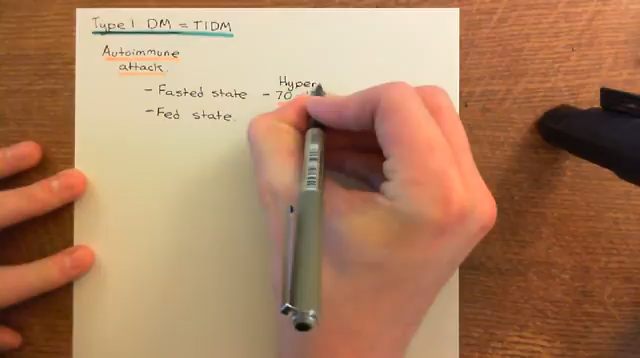 Type 1 DM = T1DM
Autoimmune
attack.
Hyper
- Fasted state - 70
- Fed state.